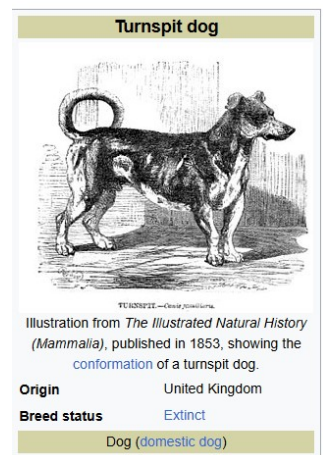 Turnspit dog
TURNSPIT.—Canis familiaris.
Illustration from The Illustrated Natural History
(Mammalia), published in 1853, showing the
conformation of a turnspit dog.
Origin United Kingdom
Breed status Extinct
Dog (domestic dog)